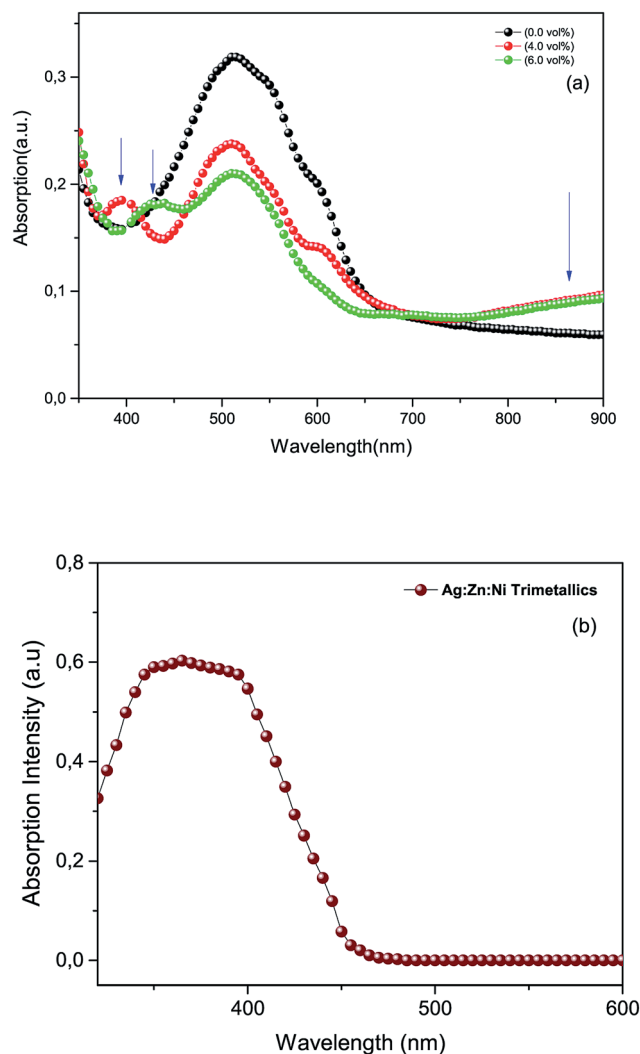 (0.0 vol%)
(4.0 vol%)
(6.0 vol%)
(a)
0,3
0,2
0,1
0,0
Absorption(a.u.)
400 500 600 700 800 900
Wavelength(nm)
Ag:Zn:Ni Trimetallics
(b)
0,8
0,6
0,4
0,2
0,0
Absorption Intensity (a.u)
400 500 600
Wavelength (nm)